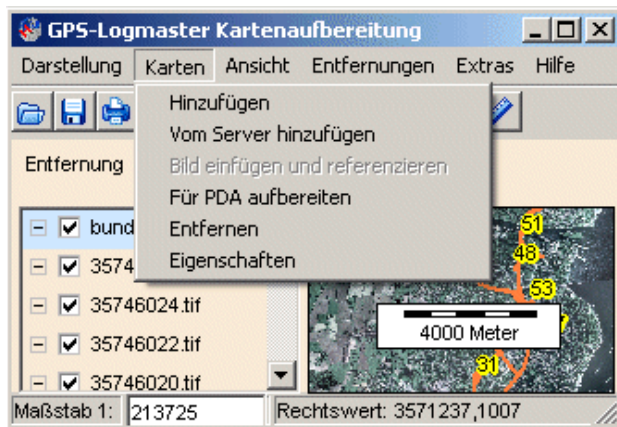 GPS-Logmaster Kartenaufbereitung
Darstellung Karten Ansicht Entfernungen Extras Hilfe
Hinzufügen
Vom Server hinzufügen
Bild einfügen und referenzieren
Für PDA aufbereiten
Entfernen
Eigenschaften
Entfernung
bund
3574
35746024.tif
35746022.tif
35746020.tif
51
48
53
4000 Meter
31
Maßstab 1: 213725 Rechtswert: 3571237,1007